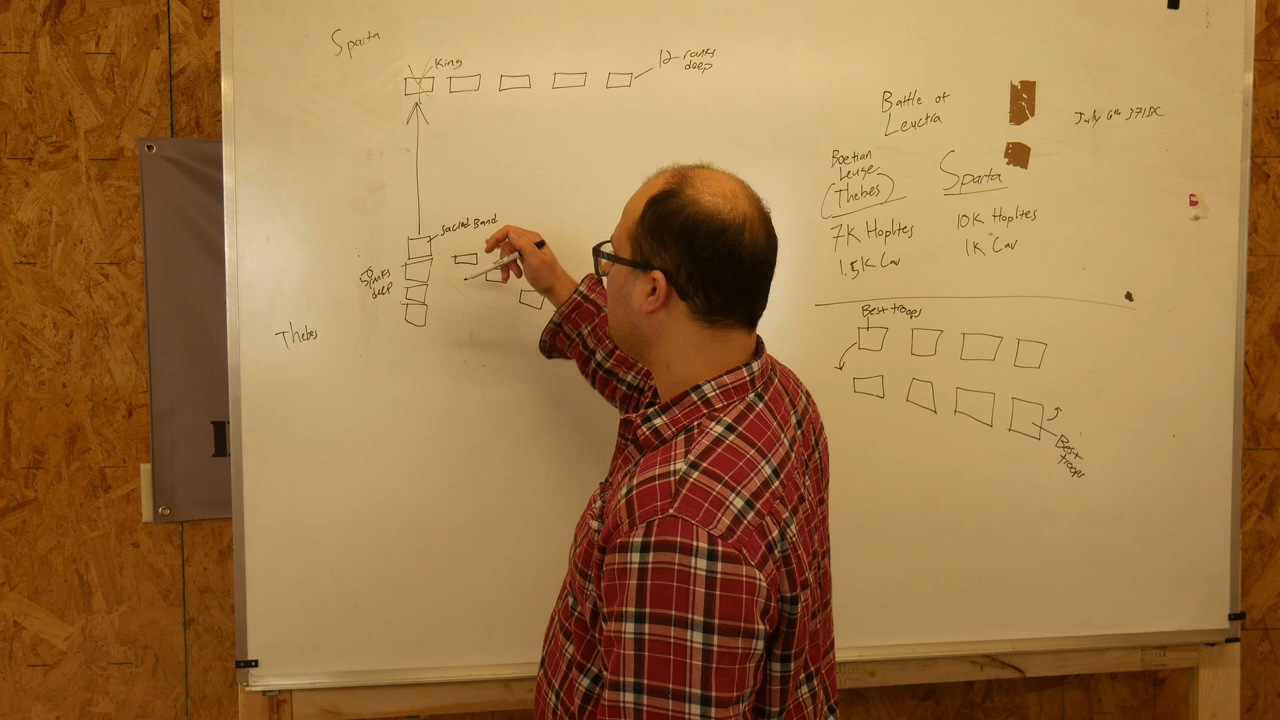 Sparta
King
12 ranks
deep
Sacred Band
50
ranks
deep
Thebes
Battle of
Leuctra
July 6th 371BC
Boetian
Leuge
(Thebes)
7K Hoplites
1.5K Cav
Sparta
10K Hoplites
1K Cav
Best troops
Best
troops